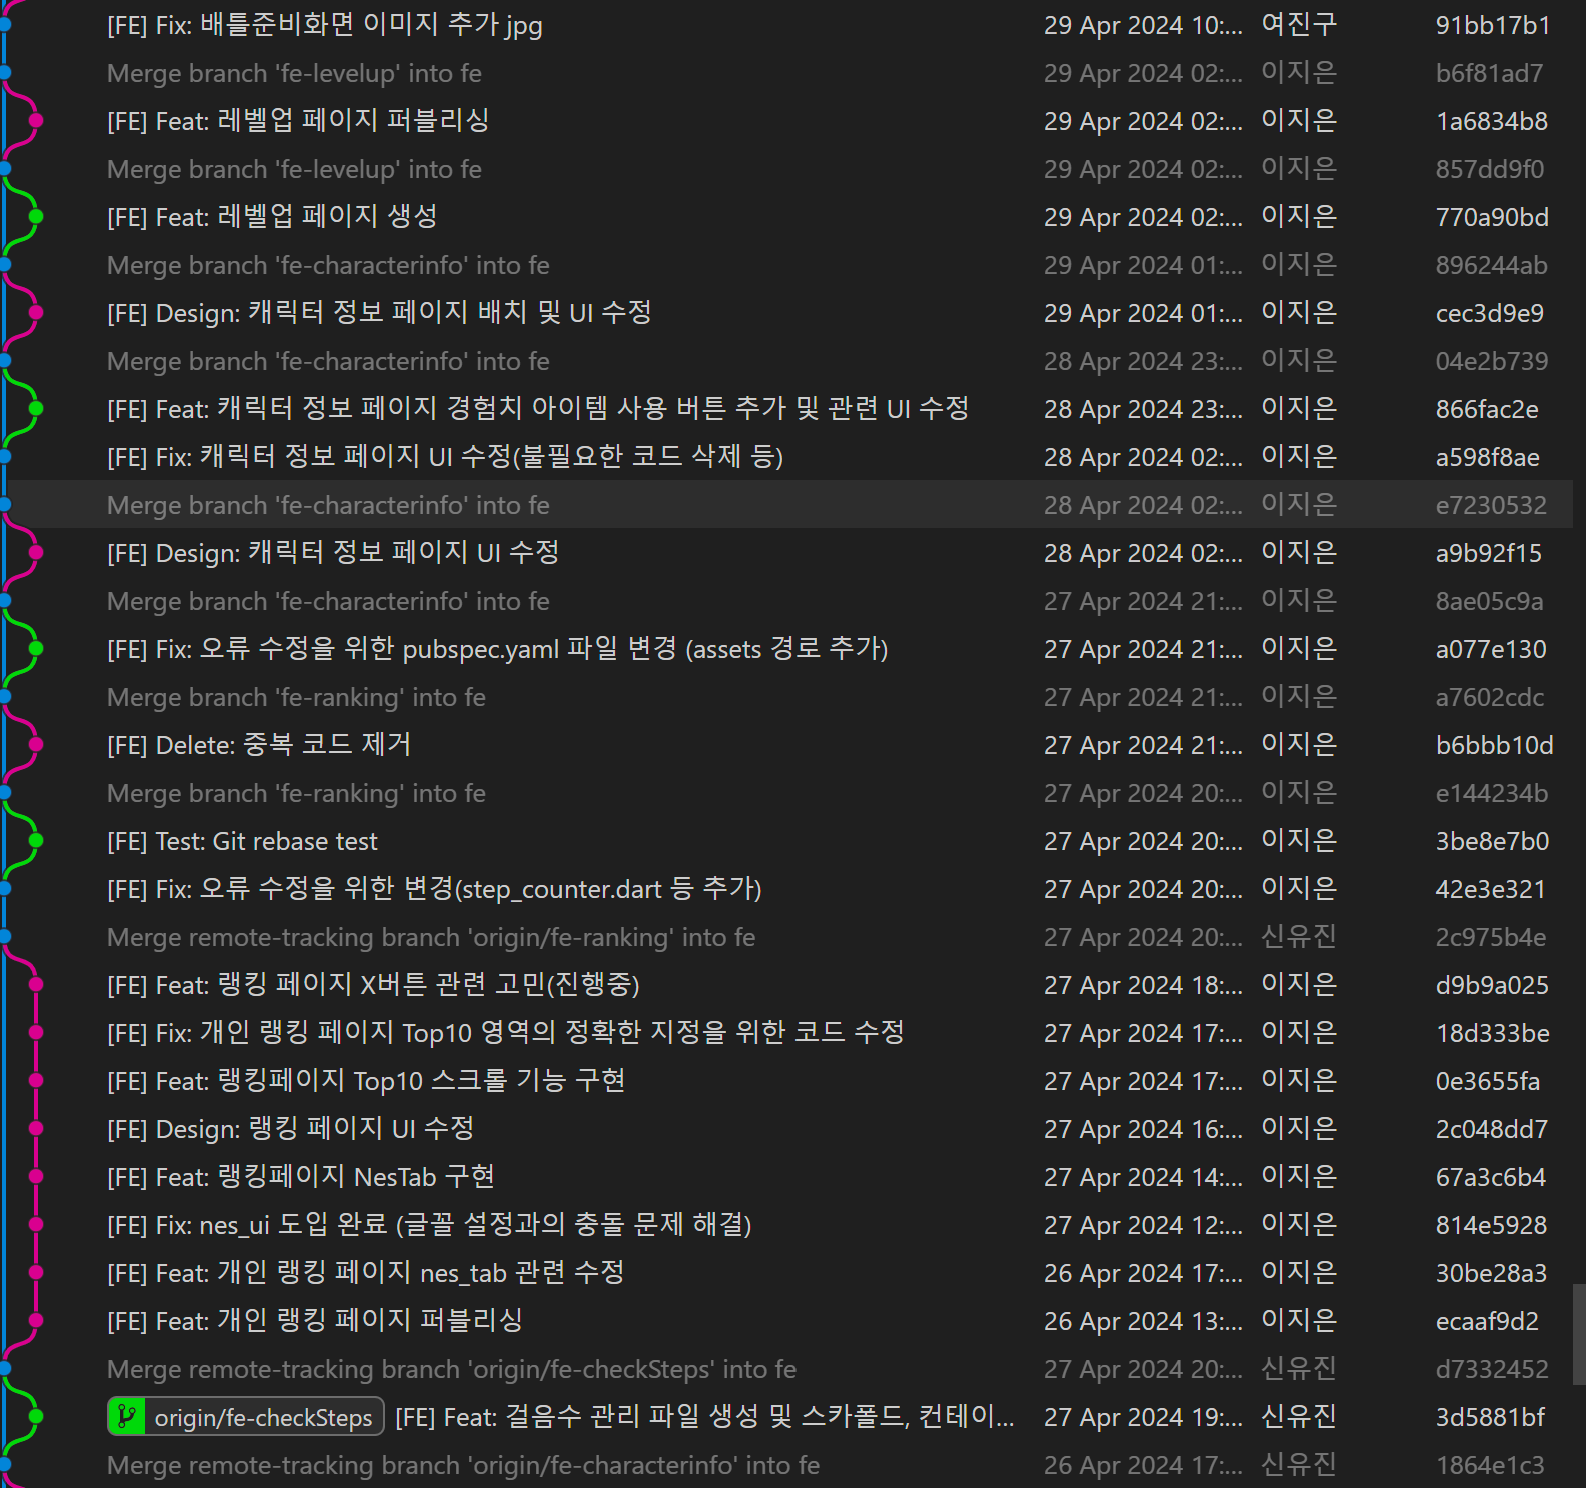 [FE] Fix: 배틀준비화면 이미지 추가 jpg 29 Apr 2024 10:... 여진구 91bb17b1
Merge branch 'fe-levelup' into fe 29 Apr 2024 02:... 이지은 b6f81ad7
[FE] Feat: 레벨업 페이지 퍼블리싱 29 Apr 2024 02:... 이지은 1a6834b8
Merge branch 'fe-levelup' into fe 29 Apr 2024 02:... 이지은 857dd9f0
[FE] Feat: 레벨업 페이지 생성 29 Apr 2024 02:... 이지은 770a90bd
Merge branch 'fe-characterinfo' into fe 29 Apr 2024 01:... 이지은 896244ab
[FE] Design: 캐릭터 정보 페이지 배치 및 UI 수정 29 Apr 2024 01:... 이지은 cec3d9e9
Merge branch 'fe-characterinfo' into fe 28 Apr 2024 23:... 이지은 04e2b739
[FE] Feat: 캐릭터 정보 페이지 경험치 아이템 사용 버튼 추가 및 관련 UI 수정 28 Apr 2024 23:... 이지은 866fac2e
[FE] Fix: 캐릭터 정보 페이지 UI 수정(불필요한 코드 삭제 등) 28 Apr 2024 02:... 이지은 a598f8ae
Merge branch 'fe-characterinfo' into fe 28 Apr 2024 02:... 이지은 e7230532
[FE] Design: 캐릭터 정보 페이지 UI 수정 28 Apr 2024 02:... 이지은 a9b92f15
Merge branch 'fe-characterinfo' into fe 27 Apr 2024 21:... 이지은 8ae05c9a
[FE] Fix: 오류 수정을 위한 pubspec.yaml 파일 변경 (assets 경로 추가) 27 Apr 2024 21:... 이지은 a077e130
Merge branch 'fe-ranking' into fe 27 Apr 2024 21:... 이지은 a7602cdc
[FE] Delete: 중복 코드 제거 27 Apr 2024 21:... 이지은 b6bbb10d
Merge branch 'fe-ranking' into fe 27 Apr 2024 20:... 이지은 e144234b
[FE] Test: Git rebase test 27 Apr 2024 20:... 이지은 3be8e7b0
[FE] Fix: 오류 수정을 위한 변경(step_counter.dart 등 추가) 27 Apr 2024 20:... 이지은 42e3e321
Merge remote-tracking branch 'origin/fe-ranking' into fe 27 Apr 2024 20:... 신유진 2c975b4e
[FE] Feat: 랭킹 페이지 X버튼 관련 고민(진행중) 27 Apr 2024 18:... 이지은 d9b9a025
[FE] Fix: 개인 랭킹 페이지 Top10 영역의 정확한 지정을 위한 코드 수정 27 Apr 2024 17:... 이지은 18d333be
[FE] Feat: 랭킹페이지 Top10 스크롤 기능 구현 27 Apr 2024 17:... 이지은 0e3655fa
[FE] Design: 랭킹 페이지 UI 수정 27 Apr 2024 16:... 이지은 2c048dd7
[FE] Feat: 랭킹페이지 NesTab 구현 27 Apr 2024 14:... 이지은 67a3c6b4
[FE] Fix: nes_ui 도입 완료 (글꼴 설정과의 충돌 문제 해결) 27 Apr 2024 12:... 이지은 814e5928
[FE] Feat: 개인 랭킹 페이지 nes_tab 관련 수정 26 Apr 2024 17:... 이지은 30be28a3
[FE] Feat: 개인 랭킹 페이지 퍼블리싱 26 Apr 2024 13:... 이지은 ecaaf9d2
Merge remote-tracking branch 'origin/fe-checkSteps' into fe 27 Apr 2024 20:... 신유진 d7332452
origin/fe-checkSteps [FE] Feat: 걸음수 관리 파일 생성 및 스카폴드, 컨테이... 27 Apr 2024 19:... 신유진 3d5881bf
Merge remote-tracking branch 'origin/fe-characterinfo' into fe 26 Apr 2024 17:... 신유진 1864e1c3